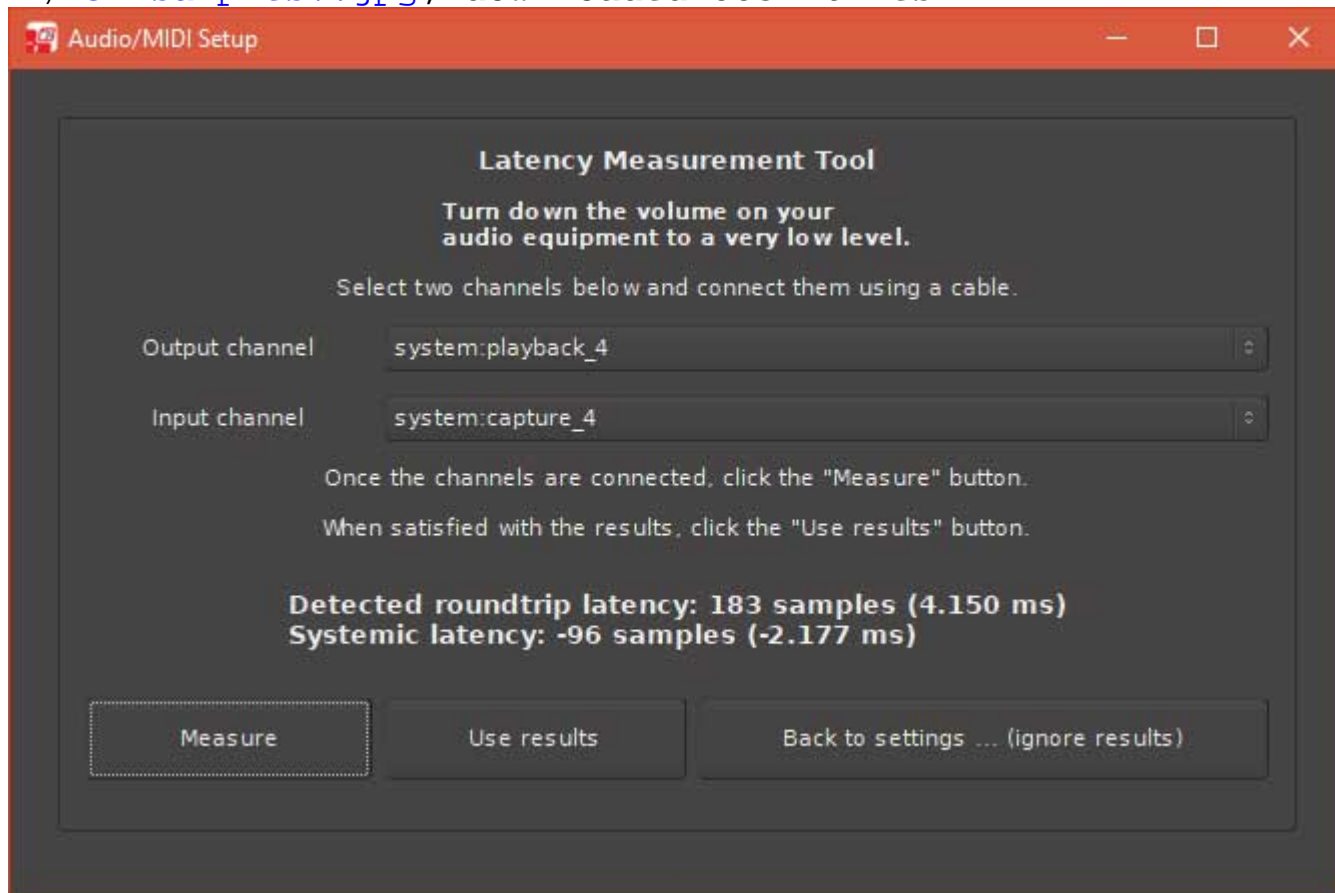 Audio/MIDI Setup
Latency Measurement Tool
Turn down the volume on your
audio equipment to a very low level.
Select two channels below and connect them using a cable.
Output channel system:playback_4
Input channel system:capture_4
Once the channels are connected, click the "Measure" button.
When satisfied with the results, click the "Use results" button.
Detected roundtrip latency: 183 samples (4.150 ms)
Systemic latency: -96 samples (-2.177 ms)
Measure Use results Back to settings ... (ignore results)